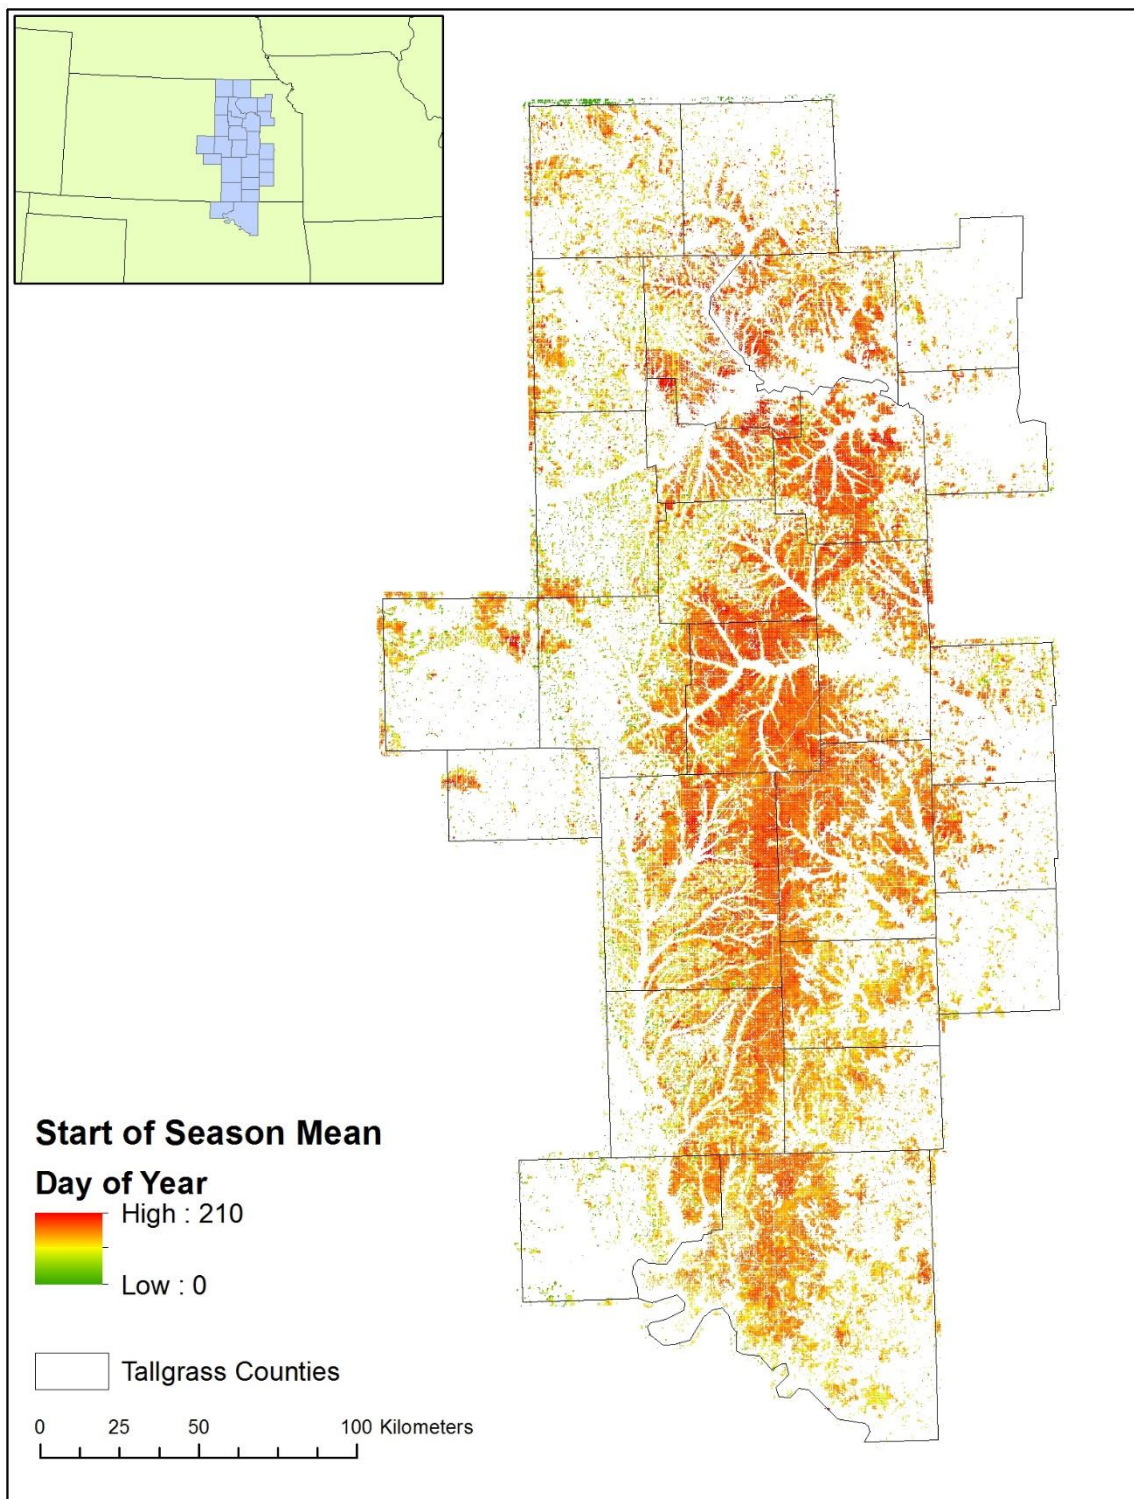 Start of Season Mean
Day of Year
High : 210
Low : 0
Tallgrass Counties
0 25 50 100 Kilometers